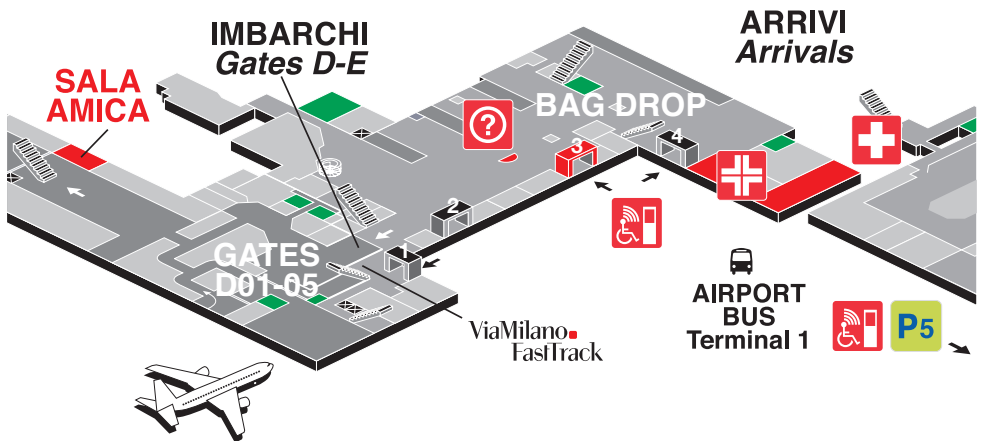 IMBARCHI
Gates D-E
ARRIVI
Arrivals
SALA
AMICA
BAG DROP
?
3
4
2
1
GATES
D01-05
ViaMilano
FastTrack
AIRPORT
BUS
Terminal 1
P5